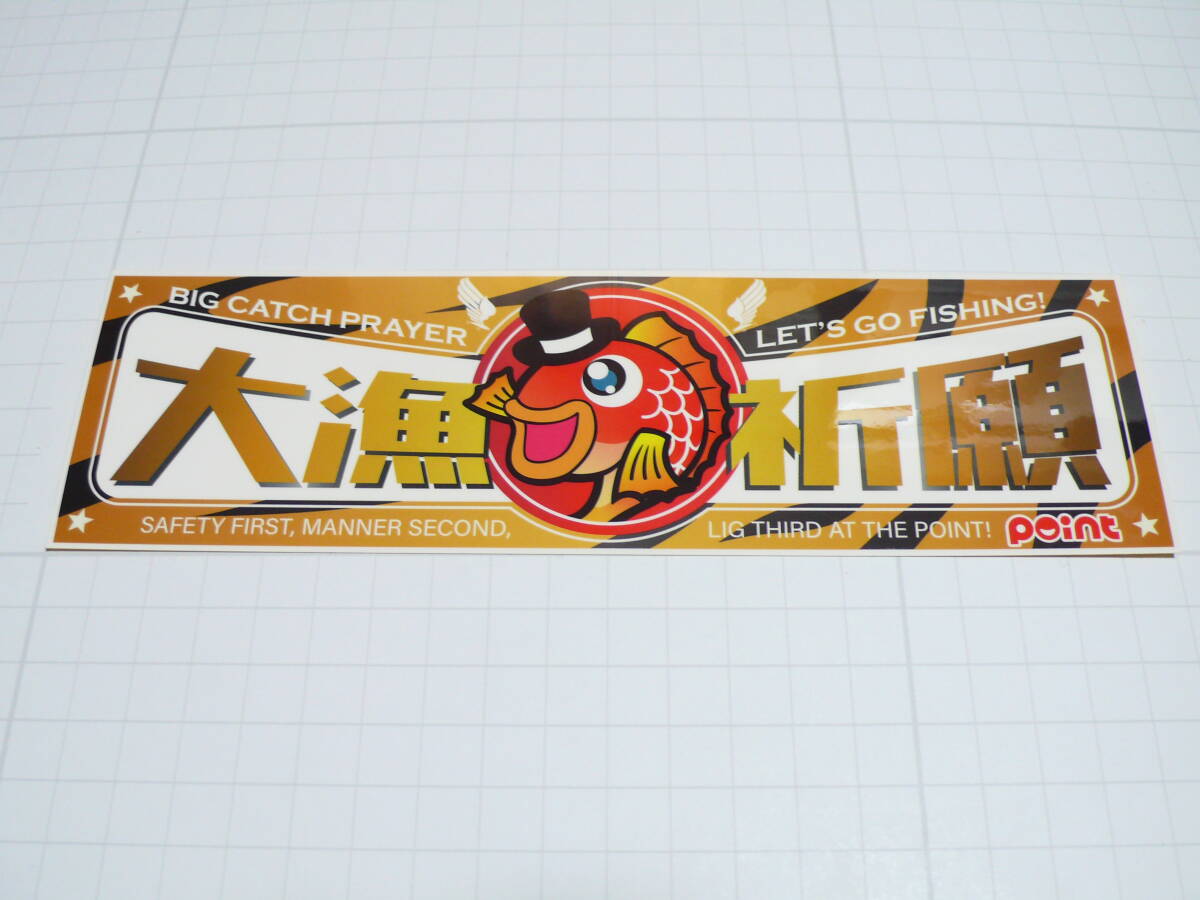 BIG CATCH PRAYER
LET'S GO FISHING!
大漁祈願
SAFETY FIRST, MANNER SECOND,
LIG THIRD AT THE POINT!
point